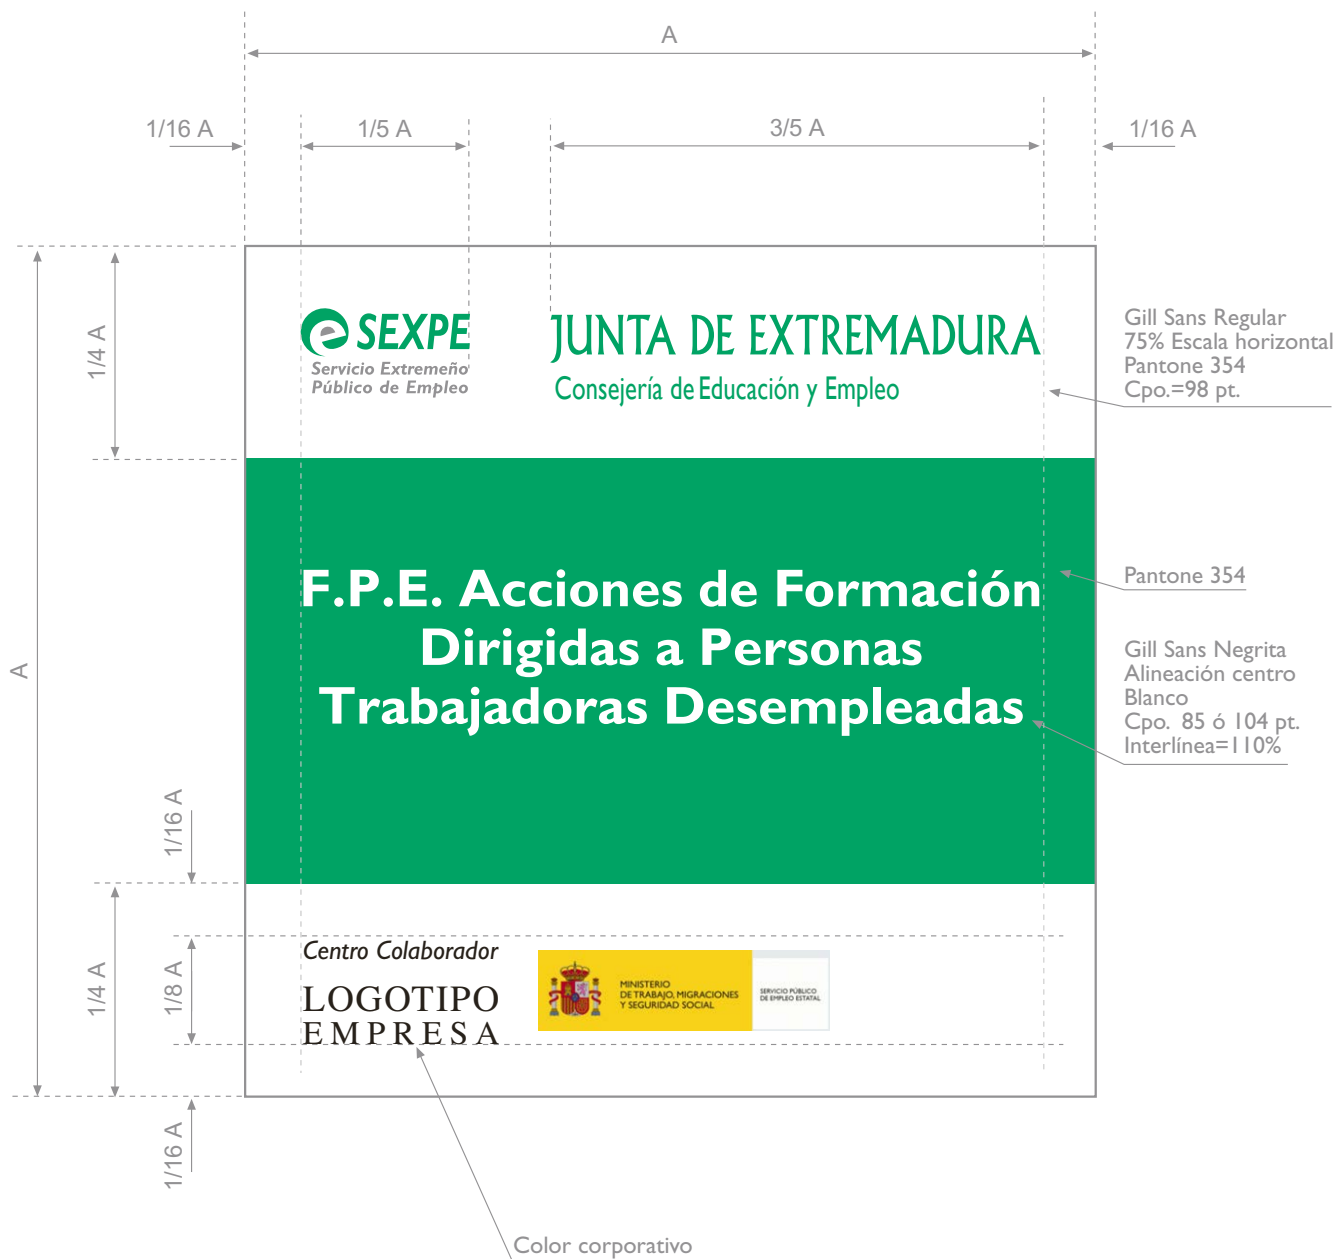 A
1/16 A
1/5 A
3/5 A
1/16 A
1/4 A
SEXPE
Servicio Extremeño
Público de Empleo
JUNTA DE EXTREMADURA
Consejería de Educación y Empleo
Gill Sans Regular
75% Escala horizontal
Pantone 354
Cpo.=98 pt.
A
F.P.E. Acciones de Formación
Dirigidas a Personas
Trabajadoras Desempleadas
Pantone 354
Gill Sans Negrita
Alineación centro
Blanco
Cpo. 85 ó 104 pt.
Interlínea=110%
1/16 A
1/4 A
1/8 A
Centro Colaborador
LOGOTIPO
EMPRESA
MINISTERIO
DE TRABAJO, MIGRACIONES
Y SEGURIDAD SOCIAL
SERVICIO PÚBLICO
DE EMPLEO ESTATAL
1/16 A
Color corporativo